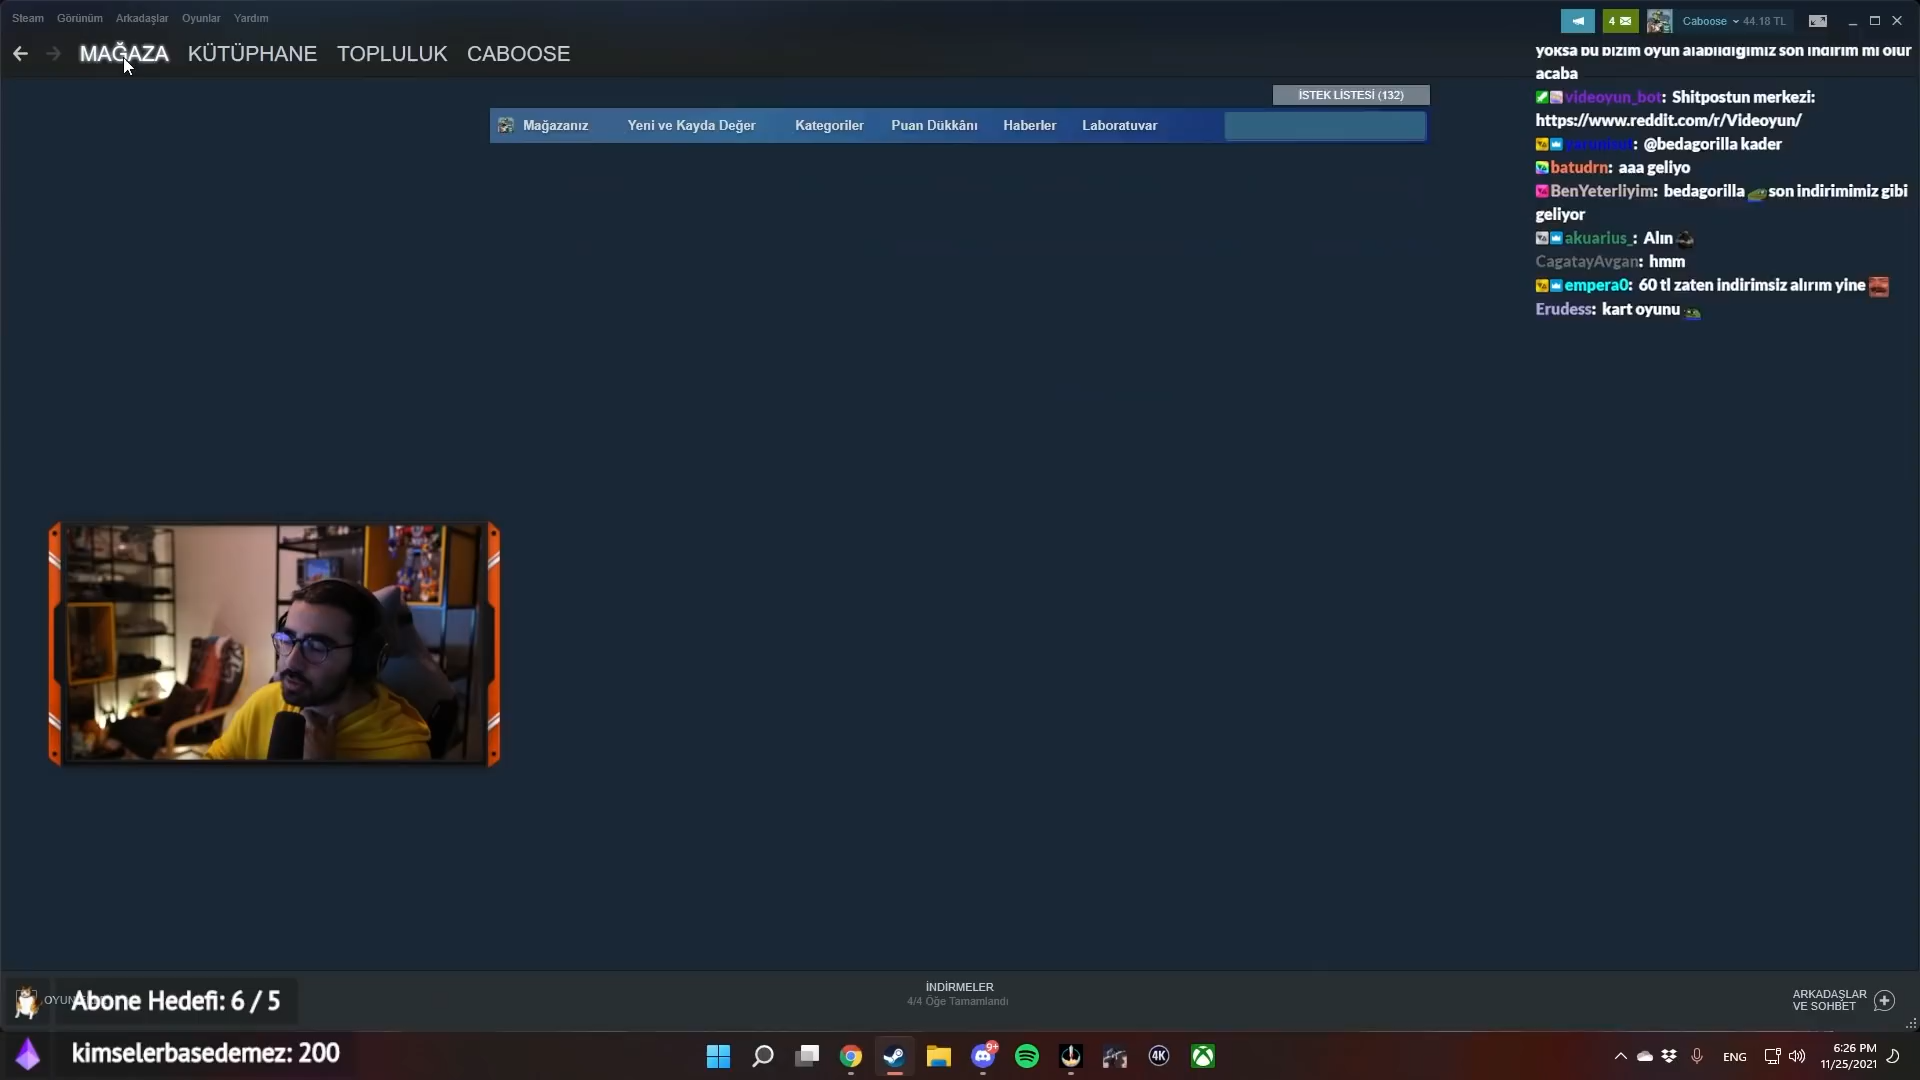 Steam Görünüm Arkadaşlar Oyunlar Yardım
4
Caboose 44.18 TL
MAĞAZA KÜTÜPHANE TOPLULUK CABOOSE
İSTEK LİSTESİ (132)
Mağazanız Yeni ve Kayda Değer Kategoriler Puan Dükkânı Haberler Laboratuvar
yoksa bu bizim oyun alabildiğimiz son indirim mi olur
acaba
videoyun_bot: Shitpostun merkezi:
https://www.reddit.com/r/Videoyun/
: @bedagorilla kader
batudrn: aaa geliyo
BenYeterliyim: bedagorilla son indirimimiz gibi
geliyor
akuarius_: Alın
CagatayAvgan: hmm
empera0: 60 tl zaten indirimsiz alırım yine
Erudess: kart oyunu
Abone Hedefi: 6 / 5
İNDİRMELER
4/4 Öğe Tamamlandı
ARKADAŞLAR
VE SOHBET
kimselerbasedemez: 200
9+
4K
ENG
6:26 PM
11/25/2021